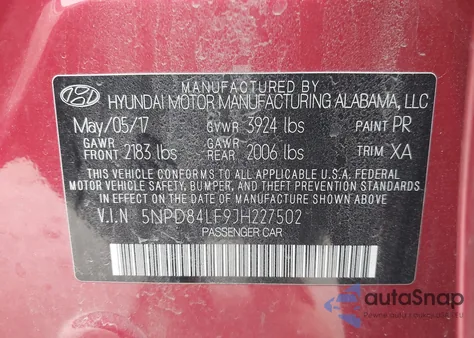 MANUFACTURED BY
HYUNDAI MOTOR MANUFACTURING ALABAMA, LLC
May/05/17 GVWR 3924 lbs PAINT PR
GAWR FRONT 2183 lbs GAWR REAR 2006 lbs TRIM XA
THIS VEHICLE CONFORMS TO ALL APPLICABLE U.S.A. FEDERAL
MOTOR VEHICLE SAFETY, BUMPER, AND THEFT PREVENTION STANDARDS
IN EFFECT ON THE DATE OF MANUFACTURE SHOWN ABOVE.
V.I.N 5NPD84LF9JH227502
PASSENGER CAR
autoSnap